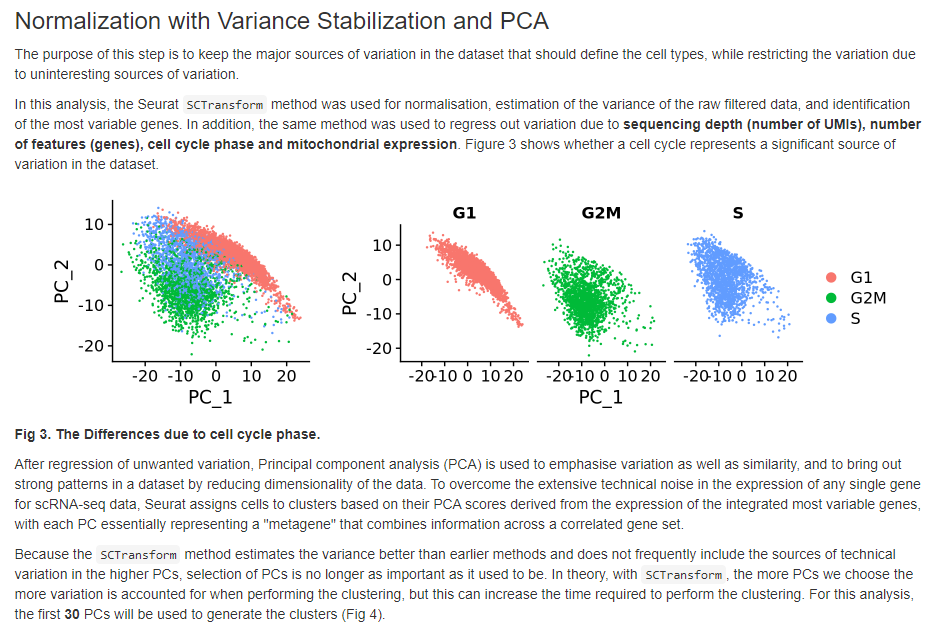 Normalization with Variance Stabilization and PCA
The purpose of this step is to keep the major sources of variation in the dataset that should define the cell types, while restricting the variation due
to uninteresting sources of variation.
In this analysis, the Seurat SCTransform method was used for normalisation, estimation of the variance of the raw filtered data, and identification
of the most variable genes. In addition, the same method was used to regress out variation due to sequencing depth (number of UMIs), number
of features (genes), cell cycle phase and mitochondrial expression. Figure 3 shows whether a cell cycle represents a significant source of
variation in the dataset.
G1 G2M S
10
0
-10
-20
PC_2
-20 -10 0 10 20
PC_1
10
0
-10
-20
PC_2
-20 -10 0 10 20 -20 -10 0 10 20 -20 -10 0 10 20
PC_1
G1
G2M
S
Fig 3. The Differences due to cell cycle phase.
After regression of unwanted variation, Principal component analysis (PCA) is used to emphasise variation as well as similarity, and to bring out
strong patterns in a dataset by reducing dimensionality of the data. To overcome the extensive technical noise in the expression of any single gene
for scRNA-seq data, Seurat assigns cells to clusters based on their PCA scores derived from the expression of the integrated most variable genes,
with each PC essentially representing a "metagene" that combines information across a correlated gene set.
Because the SCTransform method estimates the variance better than earlier methods and does not frequently include the sources of technical
variation in the higher PCs, selection of PCs is no longer as important as it used to be. In theory, with SCTransform, the more PCs we choose the
more variation is accounted for when performing the clustering, but this can increase the time required to perform the clustering. For this analysis,
the first 30 PCs will be used to generate the clusters (Fig 4).